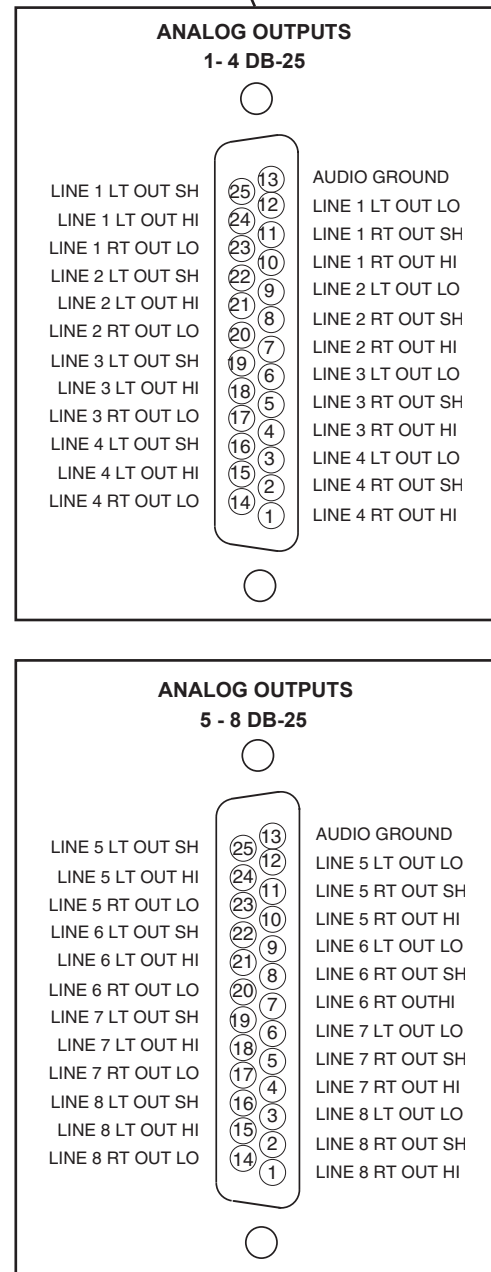 ANALOG OUTPUTS
1- 4 DB-25
13 AUDIO GROUND
LINE 1 LT OUT SH 25
12 LINE 1 LT OUT LO
LINE 1 LT OUT HI 24
11 LINE 1 RT OUT SH
LINE 1 RT OUT LO 23
10 LINE 1 RT OUT HI
LINE 2 LT OUT SH 22
9 LINE 2 LT OUT LO
LINE 2 LT OUT HI 21
8 LINE 2 RT OUT SH
LINE 2 RT OUT LO 20
7 LINE 2 RT OUT HI
LINE 3 LT OUT SH 19
6 LINE 3 LT OUT LO
LINE 3 LT OUT HI 18
5 LINE 3 RT OUT SH
LINE 3 RT OUT LO 17
4 LINE 3 RT OUT HI
LINE 4 LT OUT SH 16
3 LINE 4 LT OUT LO
LINE 4 LT OUT HI 15
2 LINE 4 RT OUT SH
LINE 4 RT OUT LO 14
1 LINE 4 RT OUT HI
ANALOG OUTPUTS
5 - 8 DB-25
13 AUDIO GROUND
LINE 5 LT OUT SH 25
12 LINE 5 LT OUT LO
LINE 5 LT OUT HI 24
11 LINE 5 RT OUT SH
LINE 5 RT OUT LO 23
10 LINE 5 RT OUT HI
LINE 6 LT OUT SH 22
9 LINE 6 LT OUT LO
LINE 6 LT OUT HI 21
8 LINE 6 RT OUT SH
LINE 6 RT OUT LO 20
7 LINE 6 RT OUTHI
LINE 7 LT OUT SH 19
6 LINE 7 LT OUT LO
LINE 7 LT OUT HI 18
5 LINE 7 RT OUT SH
LINE 7 RT OUT LO 17
4 LINE 7 RT OUT HI
LINE 8 LT OUT SH 16
3 LINE 8 LT OUT LO
LINE 8 LT OUT HI 15
2 LINE 8 RT OUT SH
LINE 8 RT OUT LO 14
1 LINE 8 RT OUT HI